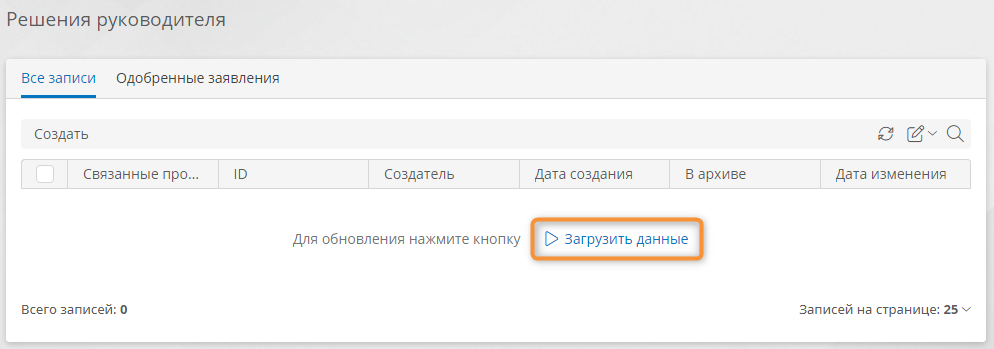 Решения руководителя
Все записи Одобренные заявления
Создать
Связанные про... ID Создатель Дата создания В архиве Дата изменения
Для обновления нажмите кнопку Загрузить данные
Всего записей: 0 Записей на странице: 25